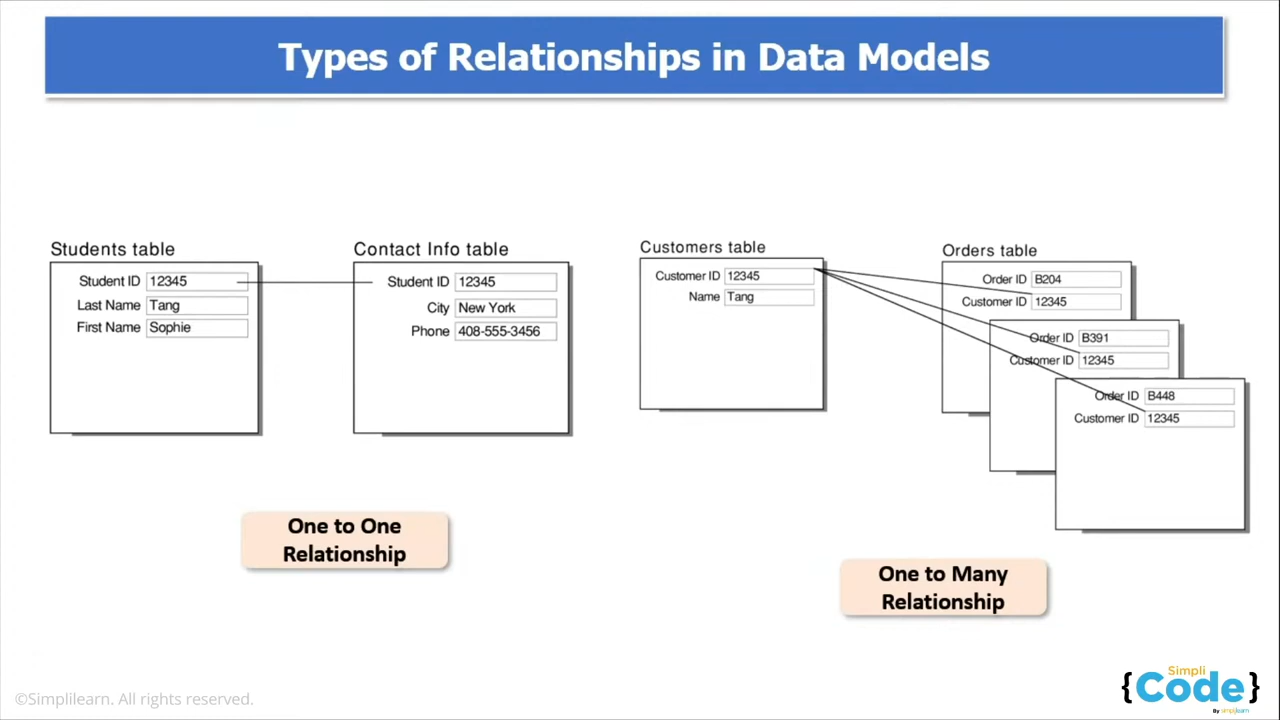 Types of Relationships in Data Models
Students table
Student ID 12345
Last Name Tang
First Name Sophie
Contact Info table
Student ID 12345
City New York
Phone 408-555-3456
One to One
Relationship
Customers table
Customer ID 12345
Name Tang
Orders table
Order ID B204
Customer ID 12345
Order ID B391
Customer ID 12345
Order ID B448
Customer ID 12345
One to Many
Relationship
©Simplilearn. All rights reserved.
Simpli
{Code}
By simplilearn